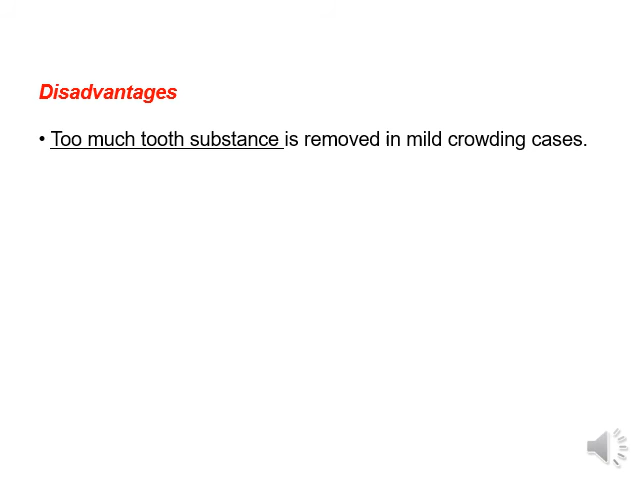 Disadvantages
• Too much tooth substance is removed in mild crowding cases.